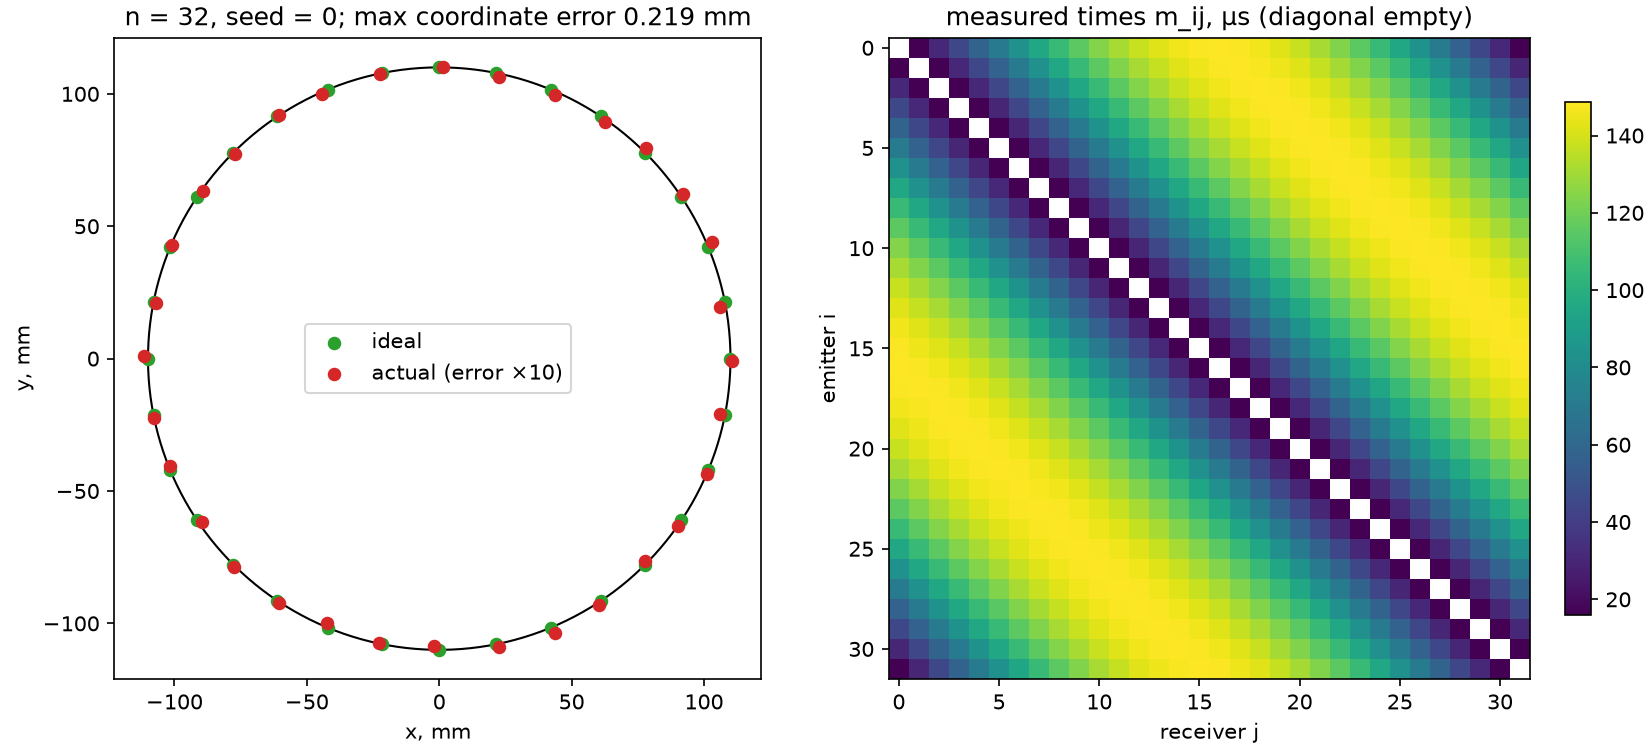 n = 32, seed = 0; max coordinate error 0.219 mm
100
50
0
−50
−100
y, mm
ideal
actual (error ×10)
−100 −50 0 50 100
x, mm
measured times m_ij, µs (diagonal empty)
0
5
10
15
20
25
30
emitter i
0 5 10 15 20 25 30
receiver j
140
120
100
80
60
40
20